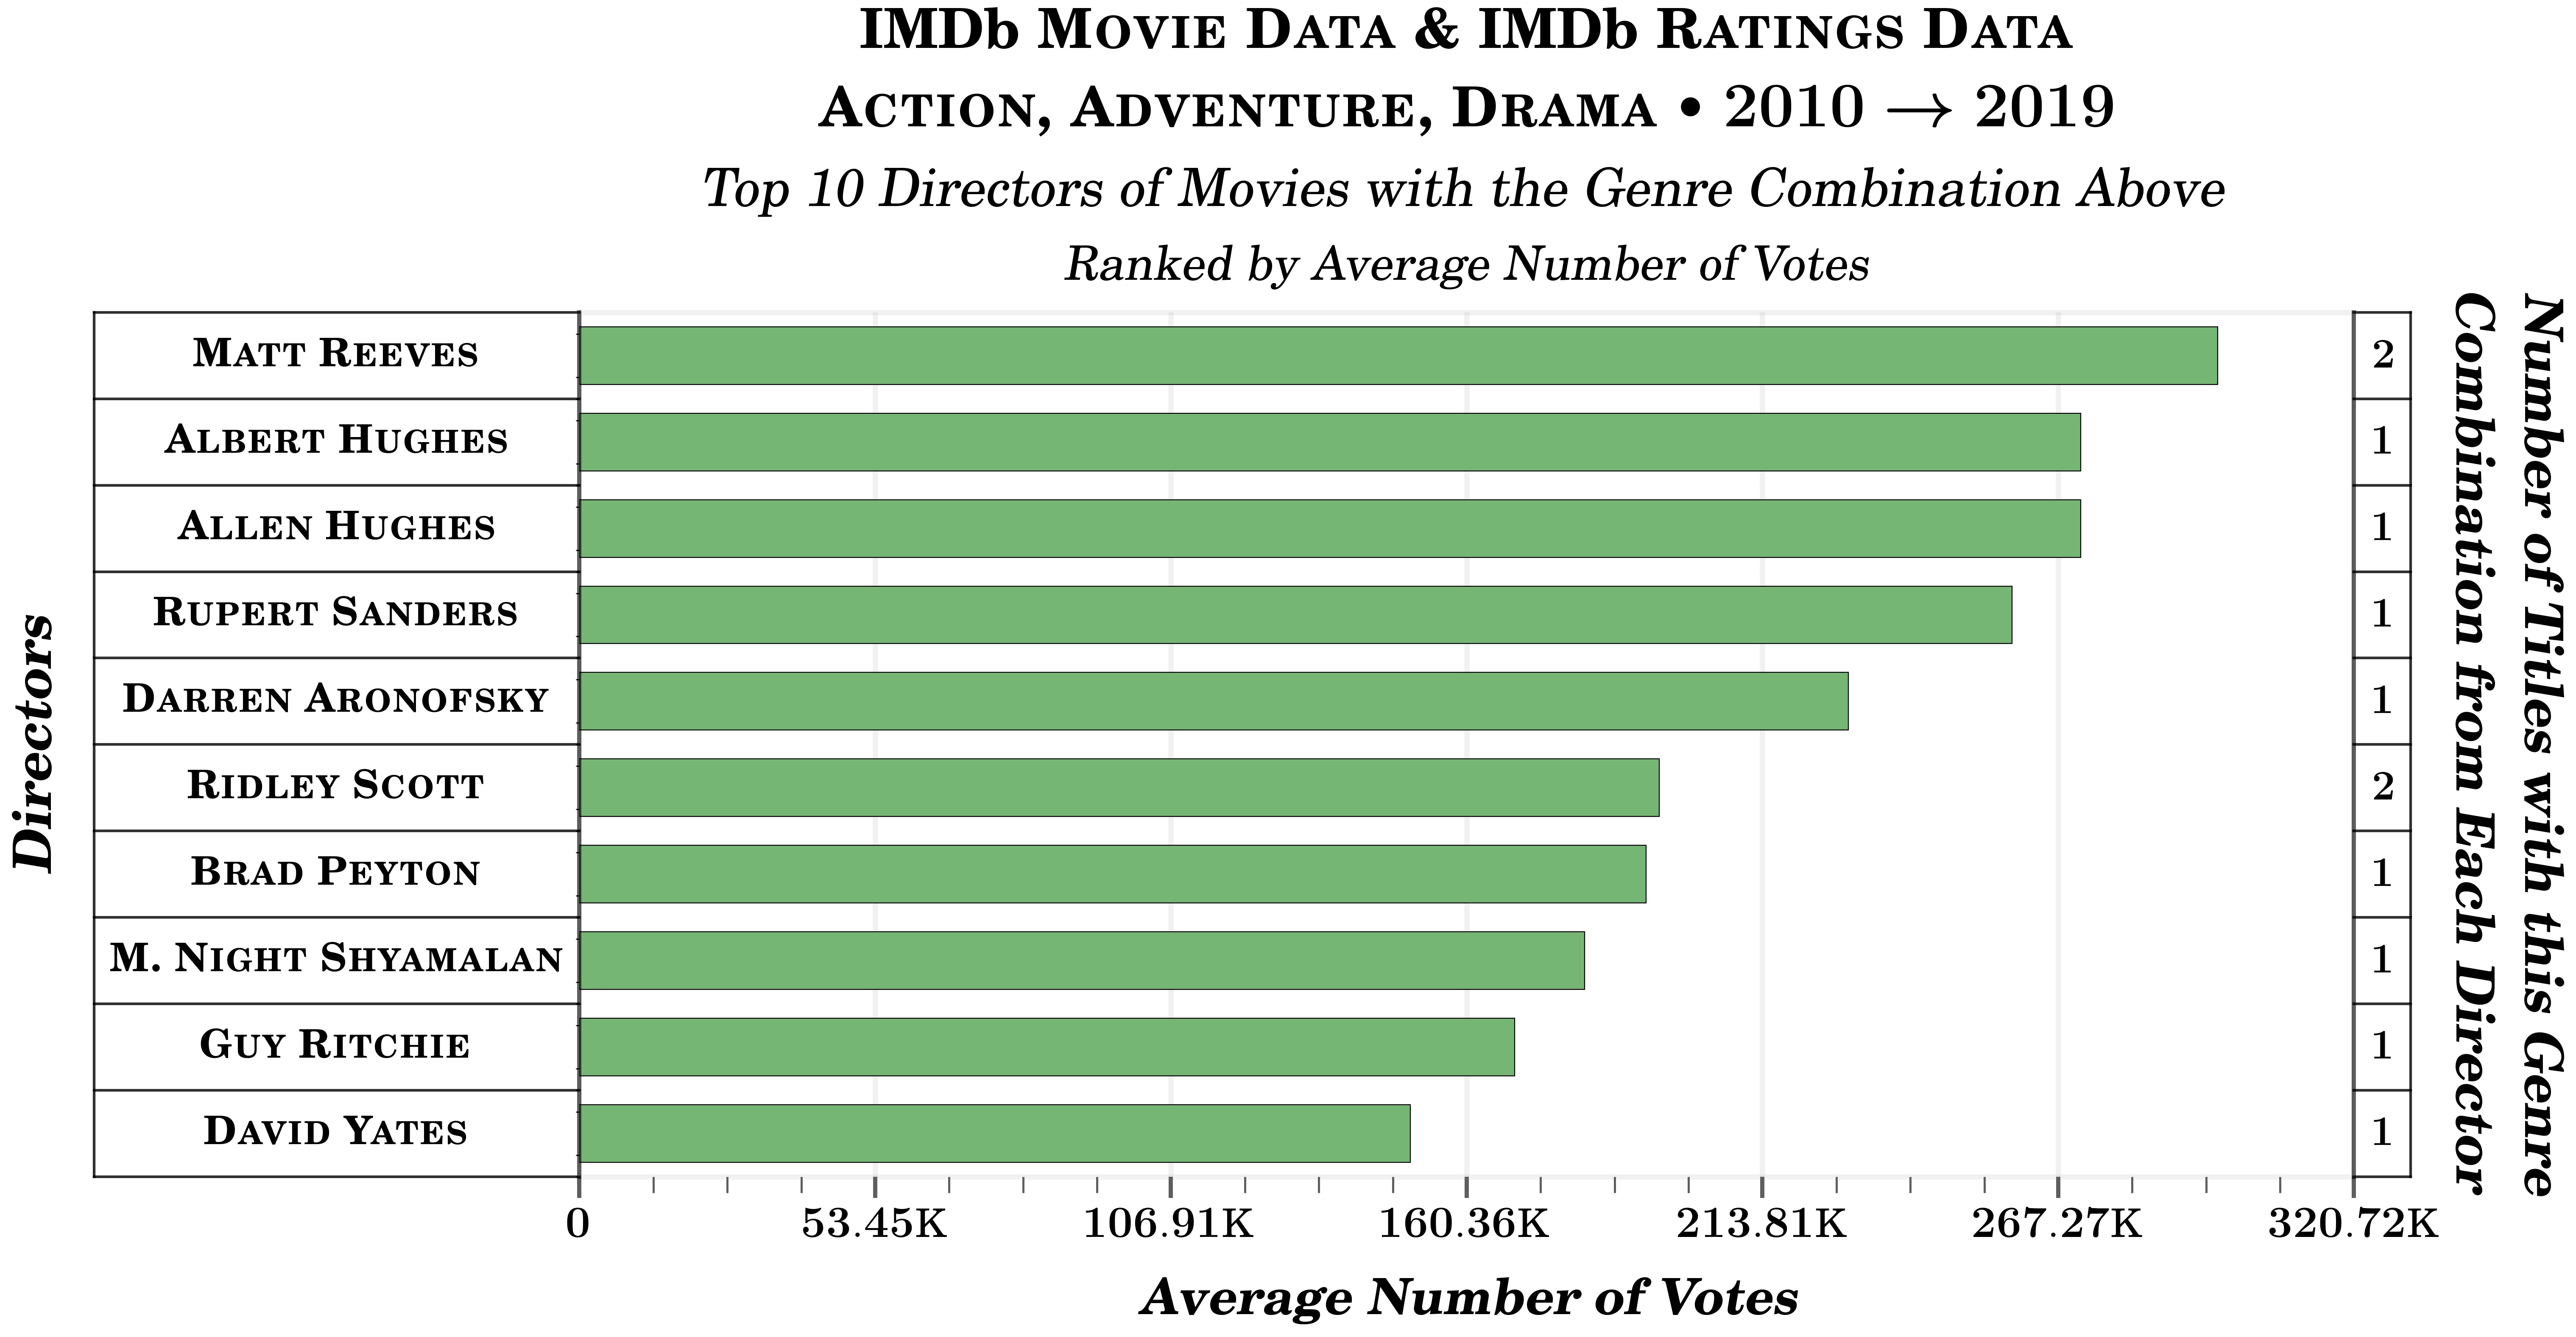 IMDb Movie Data & IMDb Ratings Data
Action, Adventure, Drama • 2010 → 2019
Top 10 Directors of Movies with the Genre Combination Above
Ranked by Average Number of Votes
Directors
Matt Reeves
Albert Hughes
Allen Hughes
Rupert Sanders
Darren Aronofsky
Ridley Scott
Brad Peyton
M. Night Shyamalan
Guy Ritchie
David Yates
2
1
1
1
1
2
1
1
1
1
Number of Titles with this Genre
Combination from Each Director
0 53.45K 106.91K 160.36K 213.81K 267.27K 320.72K
Average Number of Votes